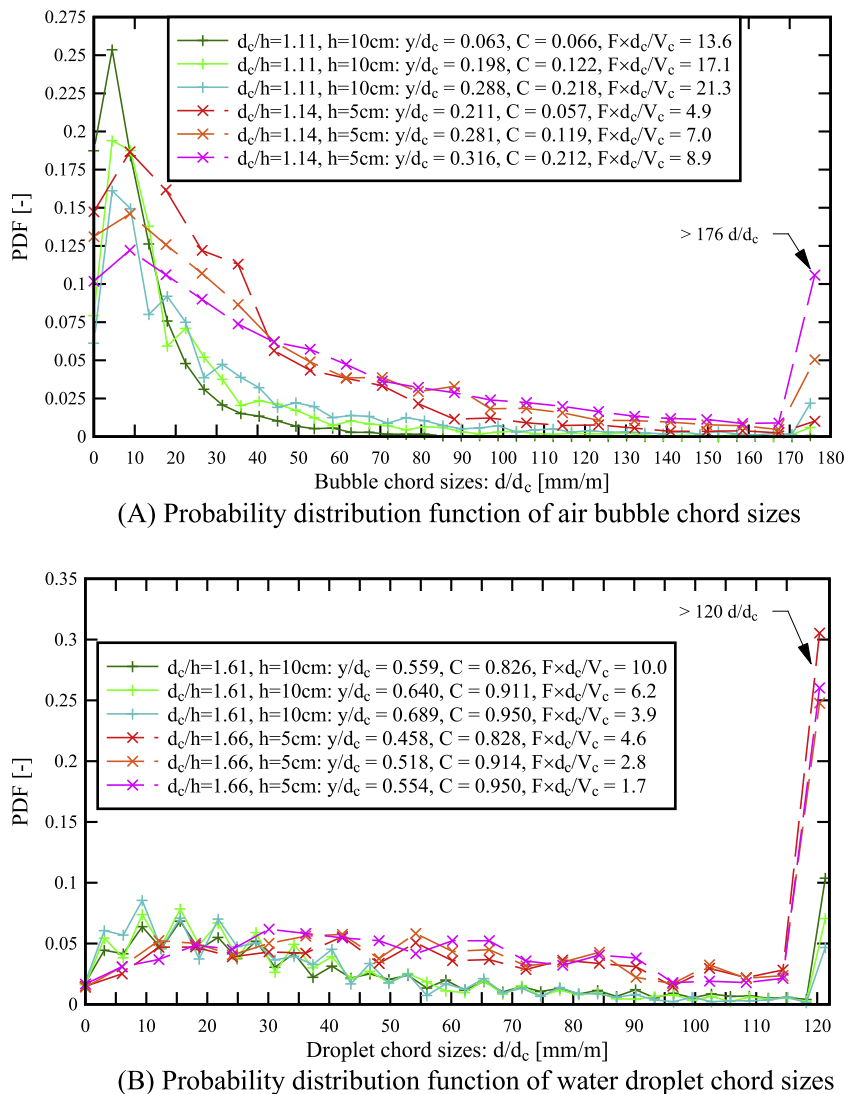 0.275
0.25
0.225
0.2
0.175
0.15
0.125
0.1
0.075
0.05
0.025
0
PDF [-]
d_c/h=1.11, h=10cm: y/d_c = 0.063, C = 0.066, F×d_c/V_c = 13.6
d_c/h=1.11, h=10cm: y/d_c = 0.198, C = 0.122, F×d_c/V_c = 17.1
d_c/h=1.11, h=10cm: y/d_c = 0.288, C = 0.218, F×d_c/V_c = 21.3
d_c/h=1.14, h=5cm: y/d_c = 0.211, C = 0.057, F×d_c/V_c = 4.9
d_c/h=1.14, h=5cm: y/d_c = 0.281, C = 0.119, F×d_c/V_c = 7.0
d_c/h=1.14, h=5cm: y/d_c = 0.316, C = 0.212, F×d_c/V_c = 8.9
> 176 d/d_c
0 10 20 30 40 50 60 70 80 90 100 110 120 130 140 150 160 170 180
Bubble chord sizes: d/d_c [mm/m]
(A) Probability distribution function of air bubble chord sizes
0.35
0.3
0.25
0.2
0.15
0.1
0.05
0
PDF [-]
> 120 d/d_c
d_c/h=1.61, h=10cm: y/d_c = 0.559, C = 0.826, F×d_c/V_c = 10.0
d_c/h=1.61, h=10cm: y/d_c = 0.640, C = 0.911, F×d_c/V_c = 6.2
d_c/h=1.61, h=10cm: y/d_c = 0.689, C = 0.950, F×d_c/V_c = 3.9
d_c/h=1.66, h=5cm: y/d_c = 0.458, C = 0.828, F×d_c/V_c = 4.6
d_c/h=1.66, h=5cm: y/d_c = 0.518, C = 0.914, F×d_c/V_c = 2.8
d_c/h=1.66, h=5cm: y/d_c = 0.554, C = 0.950, F×d_c/V_c = 1.7
0 10 20 30 40 50 60 70 80 90 100 110 120
Droplet chord sizes: d/d_c [mm/m]
(B) Probability distribution function of water droplet chord sizes